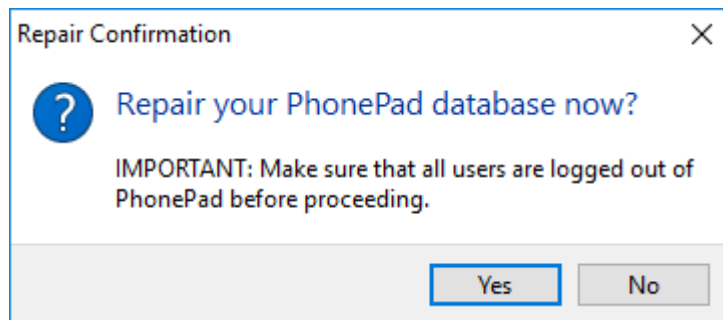 Repair Confirmation
?
Repair your PhonePad database now?
IMPORTANT: Make sure that all users are logged out of
PhonePad before proceeding.
Yes No